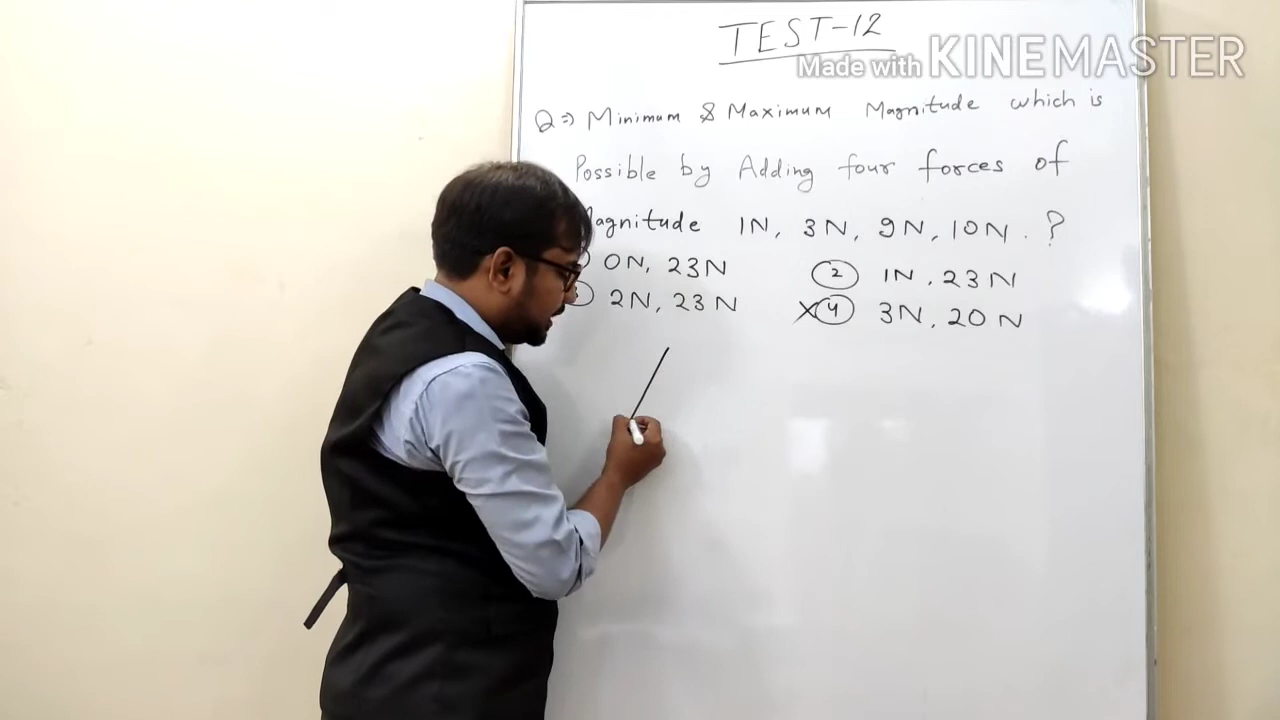 TEST-12
Made with KINEMASTER
Q⇒ Minimum & Maximum Magnitude which is
Possible by Adding four forces of
agnitude 1N, 3N, 9N, 10N. ?
0N, 23N (2) 1N, 23N
2N, 23N X(4) 3N, 20N